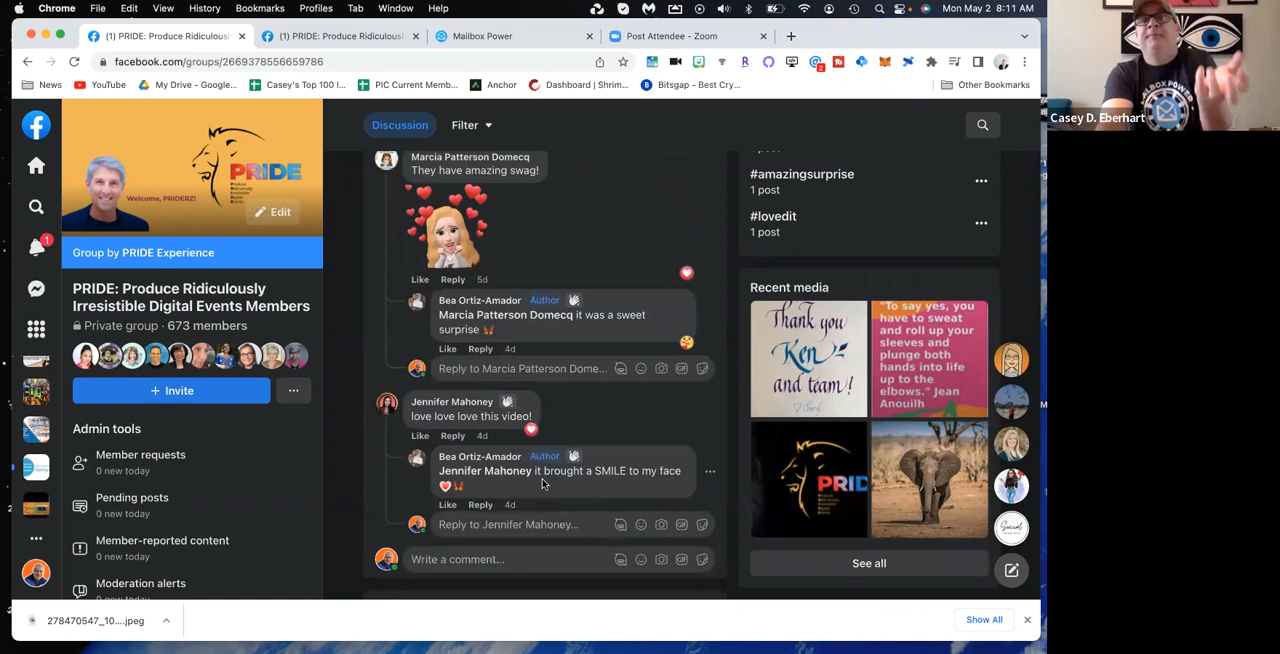 Chrome File Edit View History Bookmarks Profiles Tab Window Help
Mon May 2 8:11 AM
(1) PRIDE: Produce Ridiculousl
(1) PRIDE: Produce Ridiculousl
Mailbox Power
Post Attendee - Zoom
facebook.com/groups/2669378556659786
News
YouTube
My Drive - Google...
Casey's Top 100 I...
PIC Current Memb...
Anchor
Dashboard | Shrim...
Bitsgap - Best Cry...
Other Bookmarks
Casey D. Eberhart
PRIDE
Welcome, PRIDERZ!
Edit
Group by PRIDE Experience
PRIDE: Produce Ridiculously
Irresistible Digital Events Members
Private group · 673 members
+ Invite
Admin tools
Member requests
0 new today
Pending posts
0 new today
Member-reported content
0 new today
Moderation alerts
0 new today
Discussion
Filter
Marcia Patterson Domecq
They have amazing swag!
Like Reply 5d
Bea Ortiz-Amador Author
Marcia Patterson Domecq it was a sweet
surprise
Like Reply 4d
Reply to Marcia Patterson Dome...
Jennifer Mahoney
love love love this video!
Like Reply 4d
Bea Ortiz-Amador Author
Jennifer Mahoney it brought a SMILE to my face
Like Reply 4d
Reply to Jennifer Mahoney...
Write a comment...
#amazingsurprise
1 post
#lovedit
1 post
Recent media
Thank you
Ken
and team!
Cheryl
"To say yes, you
have to sweat
and roll up your
sleeves and
plunge both
hands into life
up to the
elbows." Jean
Anouilh
PRID
Social
See all
278470547_10....jpeg
Show All